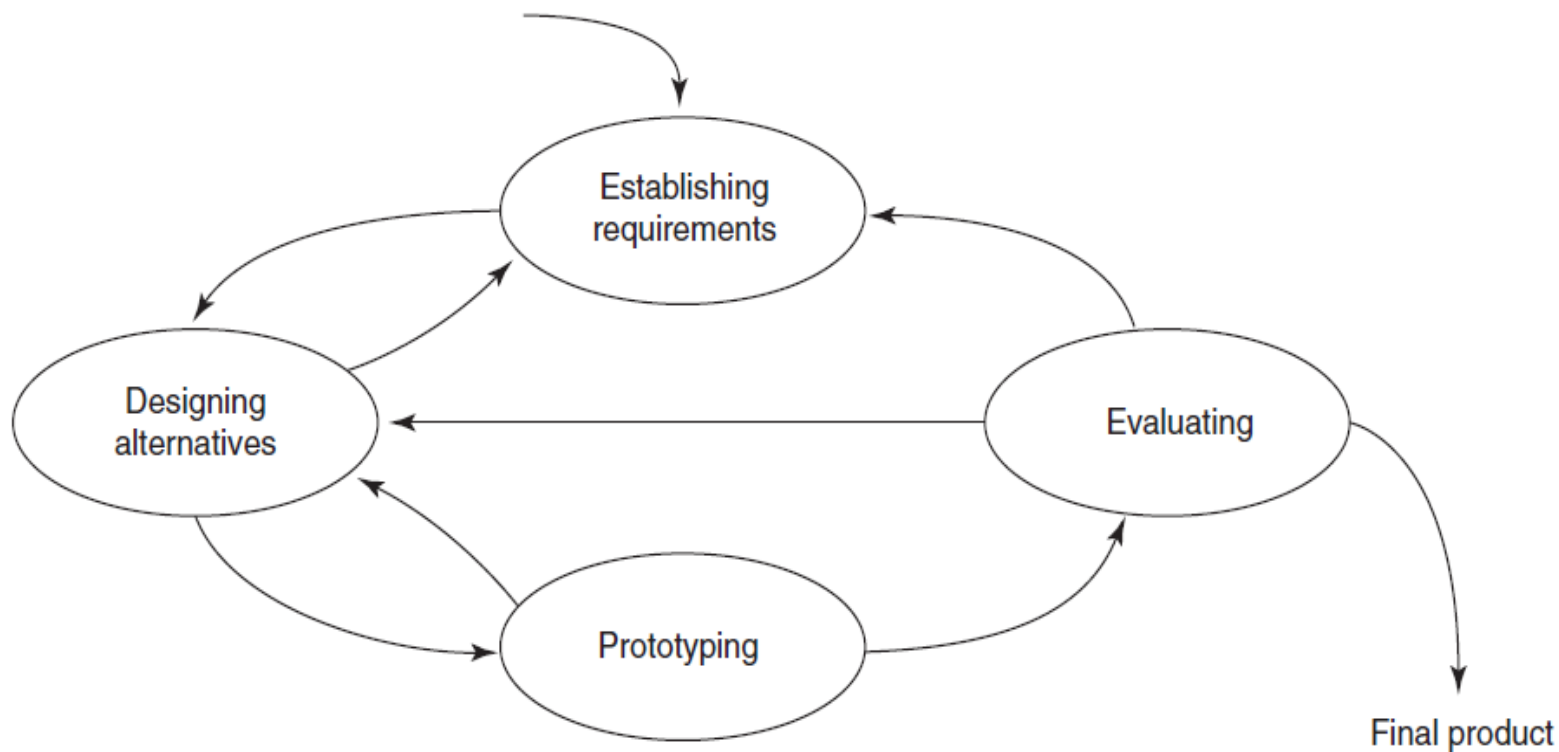 Establishing
requirements
Designing
alternatives
Evaluating
Prototyping
Final product